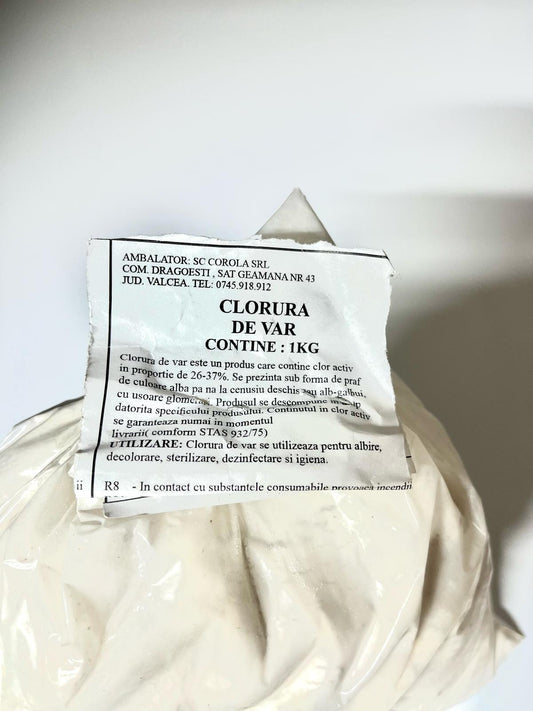 AMBALATOR: SC COROLA SRL
COM. DRAGOESTI , SAT GEAMANA NR 43
JUD. VALCEA. TEL: 0745.918.912
CLORURA
DE VAR
CONTINE : 1KG
Clorura de var este un produs care contine clor activ
in proportie de 26-37%. Se prezinta sub forma de praf
de culoare alba pa na la cenusiu deschis sau alb-galbui,
cu usoare glomerati. Produsul se descompune in timp
datorita specificului produsului. Continutul in clor activ
se garanteaza numai in momentul
livrarii( comform STAS 932/75)
UTILIZARE: Clorura de var se utilizeaza pentru albire,
decolorare, sterilizare, dezinfectare si igiena.
ii R8 - In contact cu substantele consumabile provoaca incendii